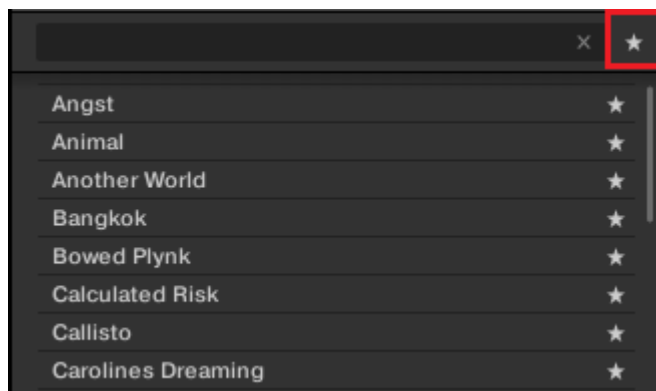 Angst
Animal
Another World
Bangkok
Bowed Plynk
Calculated Risk
Callisto
Carolines Dreaming